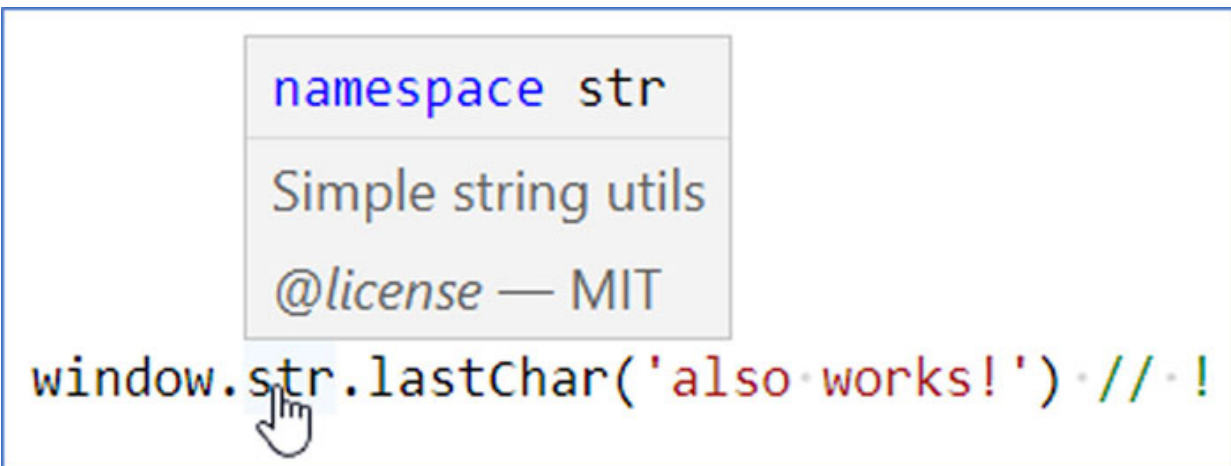 namespace str
Simple string utils
@license — MIT
window.str.lastChar('also works!') // !